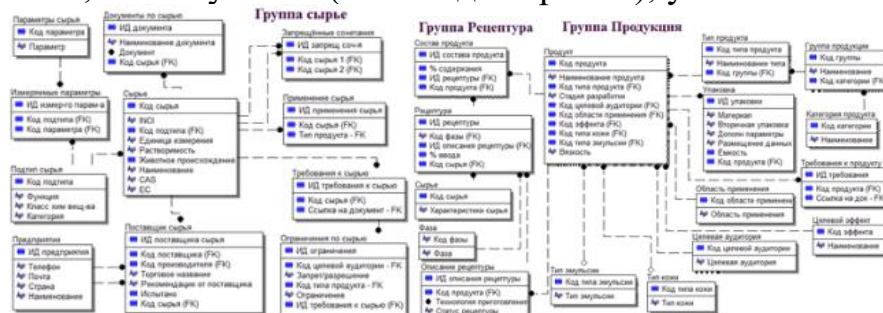 Группа сырье
Группа Рецептура
Группа Продукция
Параметры сырья
Код параметра
Параметр
Документы по сырью
ИД документа
Наименование документа
Документ
Код сырья (FK)
Запрещённые сочетания
ИД запрещ. соч-я
Код сырья 1 (FK)
Код сырья 2 (FK)
Измеряемые параметры
ИД измер-го парам-а
Код подтипа (FK)
Код параметра (FK)
Сырье
Код сырья
INCI
Код подтипа (FK)
Единица измерения
Растворимость
Животное происхождение
Наименование
CAS
EC
Применение сырья
ИД применения сырья
Код сырья (FK)
Тип продукта - FK
Подтип сырья
Код подтипа
Функция
Класс хим вещ-ва
Категория
Требования к сырью
ИД требования к сырью
Код сырья (FK)
Ссылка на документ - FK
Предприятие
ИД предприятия
Телефон
Почта
Страна
Наименование
Поставщик сырья
ИД поставщика сырья
Код поставщика (FK)
Код производителя (FK)
Торговое название
Рекомендации от поставщика
Испытано
Код сырья (FK)
Ограничения по сырью
ИД ограничения
Код целевой аудитории - FK
Запрет/разрешение
Код типа продукта - FK
Ограничение
ИД требования к сырью (FK)
Состав продукта
ИД состава продукта
% содержания
ИД рецептуры (FK)
Код продукта (FK)
Рецептура
ИД рецептуры
Код фазы (FK)
ИД описания рецептуры (FK)
% ввода
Код сырья (FK)
Сырье
Код сырья
Характеристики сырья
Фаза
Код фазы
Фаза
Описание рецептуры
ИД описания рецептуры
Код продукта (FK)
Технология приготовления
Статус рецептуры
Продукт
Код продукта
Наименование продукта
Код типа продукта (FK)
Стадия разработки
Код целевой аудитории (FK)
Код области применения (FK)
Код эффекта (FK)
Код типа кожи (FK)
Код типа эмульсии (FK)
Вязкость
Тип продукта
Код типа продукта
Наименование типа
Код группы (FK)
Группа продукции
Код группы
Наименование
Код категории (FK)
Упаковка
ИД упаковки
Материал
Вторичная упаковка
Дополн параметры
Размещение данных
Емкость
Код продукта (FK)
Категория продукта
Код категории
Наименование
Требования к продукту
ИД требования
Код продукта (FK)
Ссылка на док - FK
Область применения
Код области применен
Область применения
Целевой эффект
Код эффекта
Наименование
Целевая аудитория
Код целевой аудитории
Целевая аудитория
Тип эмульсии
Код типа эмульсии
Тип эмульсии
Тип кожи
Код типа кожи
Тип кожи